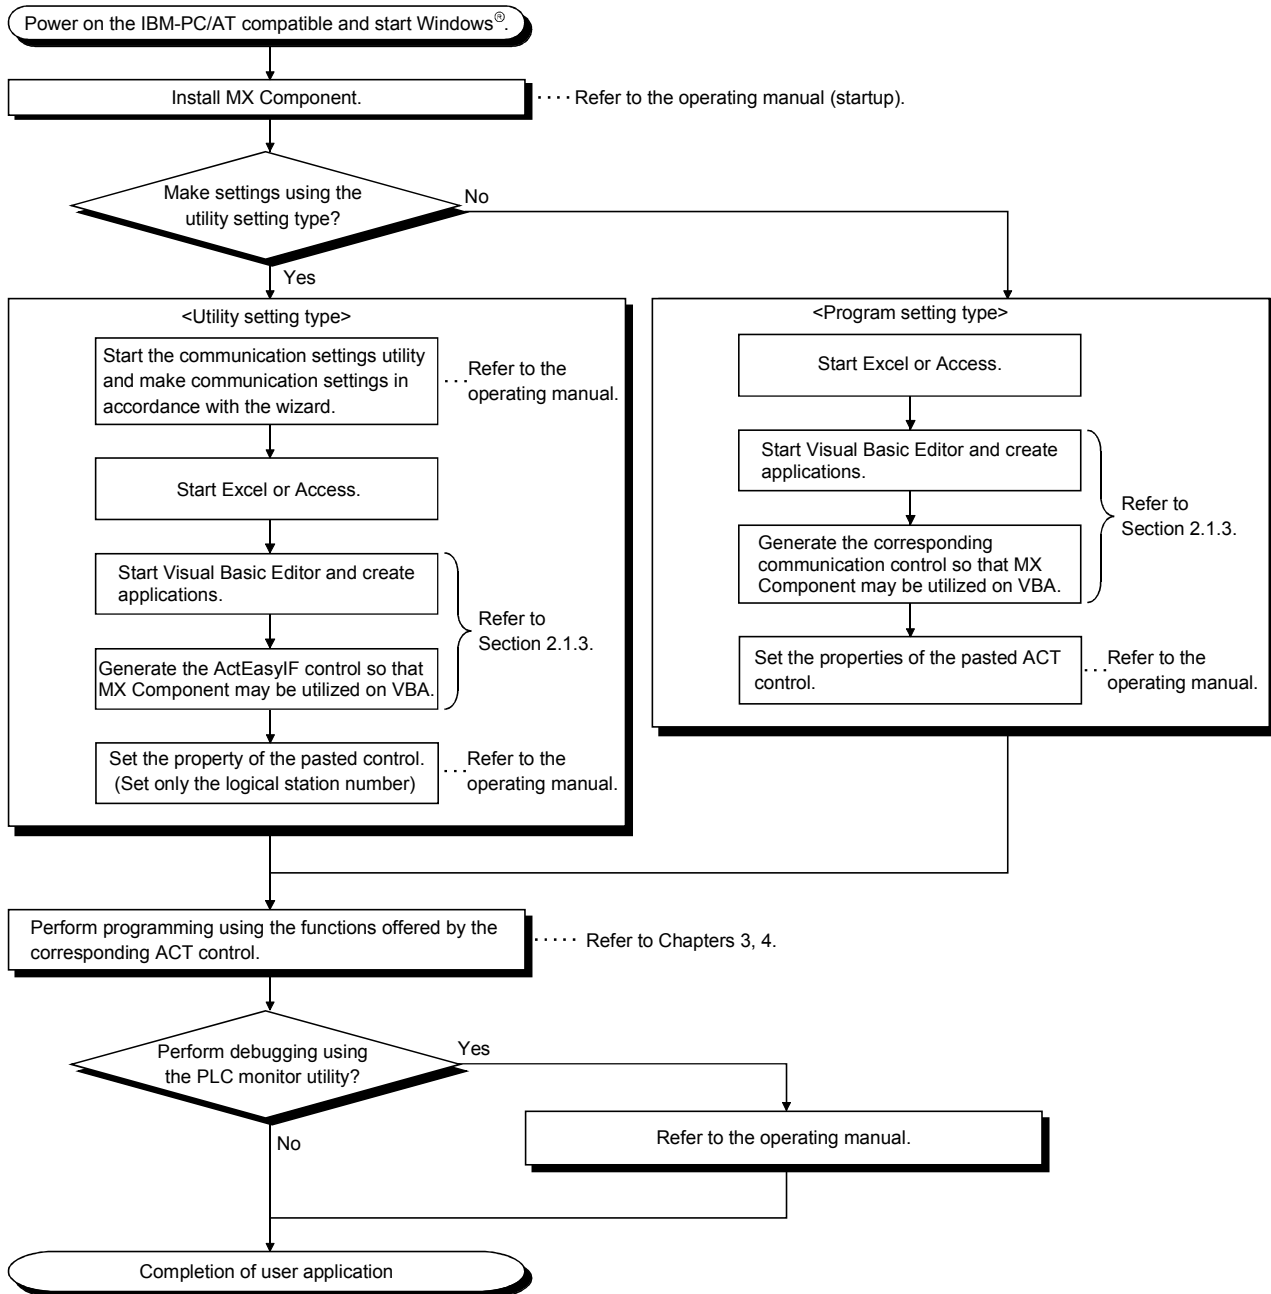 Power on the IBM-PC/AT compatible and start Windows®.
Install MX Component.
····Refer to the operating manual (startup).
Make settings using the
utility setting type?
No
Yes
<Utility setting type>
Start the communication settings utility
and make communication settings in
accordance with the wizard.
···Refer to the
operating manual.
Start Excel or Access.
Start Visual Basic Editor and create
applications.
Generate the ActEasyIF control so that
MX Component may be utilized on VBA.
Refer to
Section 2.1.3.
Set the property of the pasted control.
(Set only the logical station number)
···Refer to the
operating manual.
<Program setting type>
Start Excel or Access.
Start Visual Basic Editor and create
applications.
Generate the corresponding
communication control so that MX
Component may be utilized on VBA.
Refer to
Section 2.1.3.
Set the properties of the pasted ACT
control.
···Refer to the
operating manual.
Perform programming using the functions offered by the
corresponding ACT control.
····· Refer to Chapters 3, 4.
Perform debugging using
the PLC monitor utility?
Yes
No
Refer to the operating manual.
Completion of user application